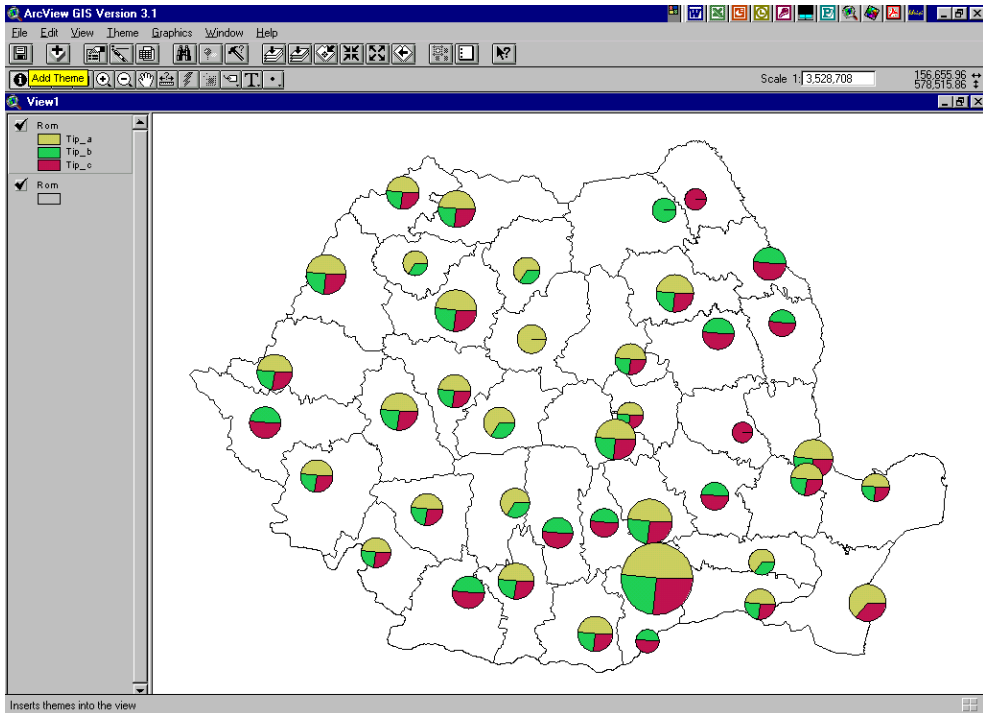 ArcView GIS Version 3.1
File Edit View Theme Graphics Window Help
Add Theme
Scale 1: 3,528,708
156,655.96
578,515.86
View1
Rom
Tip_a
Tip_b
Tip_c
Rom
Inserts themes into the view